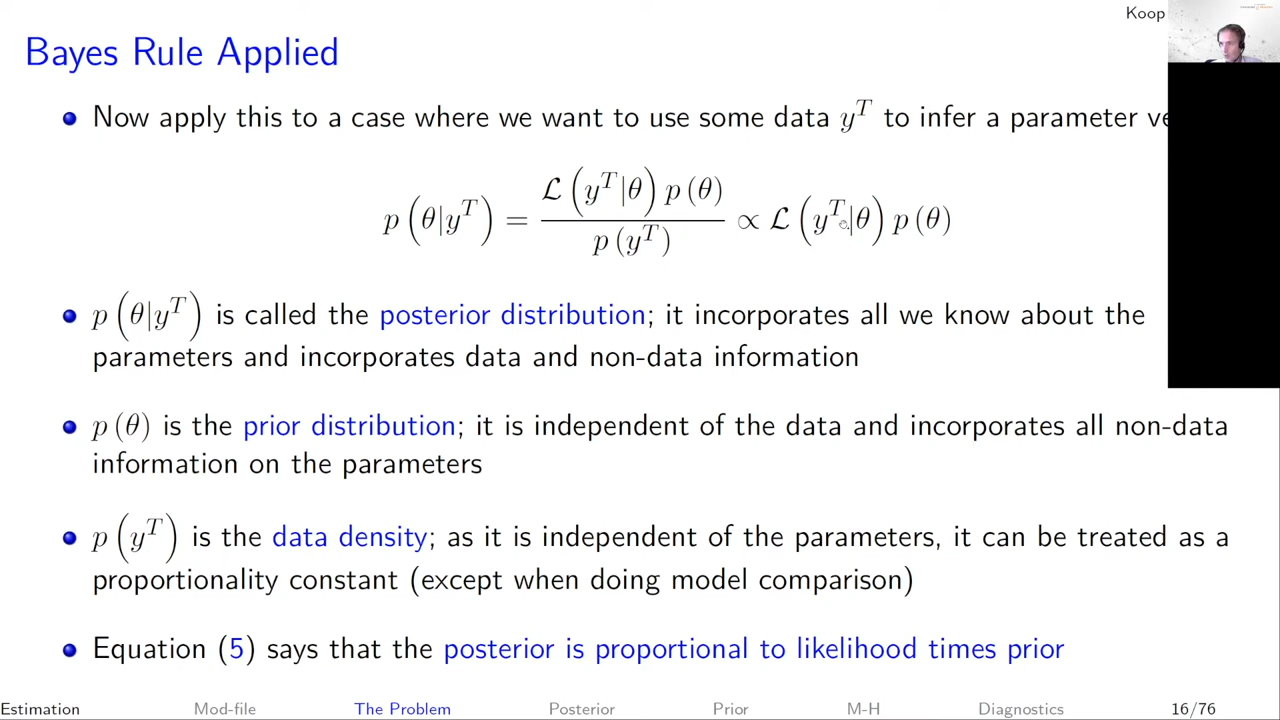 Koop
Bayes Rule Applied
Now apply this to a case where we want to use some data y^T to infer a parameter ve
p(θ|y^T) = ℒ(y^T|θ) p(θ) / p(y^T) ∝ ℒ(y^T|θ) p(θ)
p(θ|y^T) is called the posterior distribution; it incorporates all we know about the
parameters and incorporates data and non-data information
p(θ) is the prior distribution; it is independent of the data and incorporates all non-data
information on the parameters
p(y^T) is the data density; as it is independent of the parameters, it can be treated as a
proportionality constant (except when doing model comparison)
Equation (5) says that the posterior is proportional to likelihood times prior
Estimation Mod-file The Problem Posterior Prior M-H Diagnostics 16/76